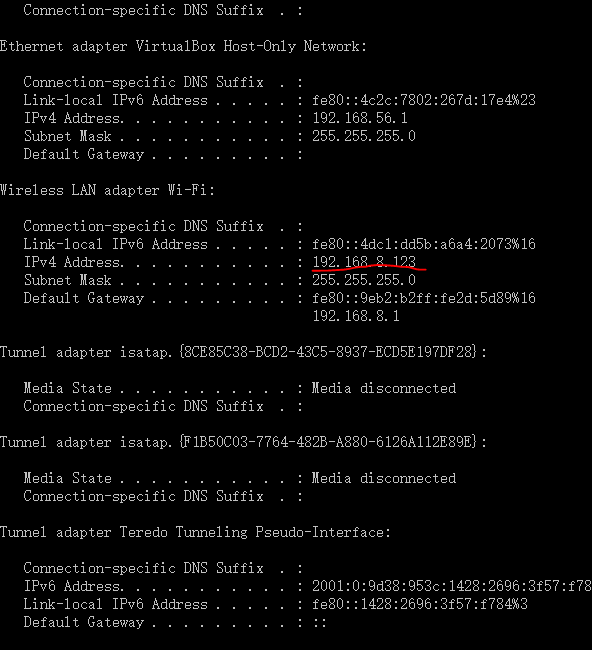 Connection-specific DNS Suffix  . :
Ethernet adapter VirtualBox Host-Only Network:
Connection-specific DNS Suffix  . :
Link-local IPv6 Address . . . . . : fe80::4c2c:7802:267d:17e4%23
IPv4 Address. . . . . . . . . . . : 192.168.56.1
Subnet Mask . . . . . . . . . . . : 255.255.255.0
Default Gateway . . . . . . . . . :
Wireless LAN adapter Wi-Fi:
Connection-specific DNS Suffix  . :
Link-local IPv6 Address . . . . . : fe80::4dc1:dd5b:a6a4:2073%16
IPv4 Address. . . . . . . . . . . : 192.168.8.123
Subnet Mask . . . . . . . . . . . : 255.255.255.0
Default Gateway . . . . . . . . . : fe80::9eb2:b2ff:fe2d:5d89%16
192.168.8.1
Tunnel adapter isatap.{8CE85C38-BCD2-43C5-8937-ECD5E197DF28}:
Media State . . . . . . . . . . . : Media disconnected
Connection-specific DNS Suffix  . :
Tunnel adapter isatap.{F1B50C03-7764-482B-A880-6126A112E89E}:
Media State . . . . . . . . . . . : Media disconnected
Connection-specific DNS Suffix  . :
Tunnel adapter Teredo Tunneling Pseudo-Interface:
Connection-specific DNS Suffix  . :
IPv6 Address. . . . . . . . . . . : 2001:0:9d38:953c:1428:2696:3f57:f78
Link-local IPv6 Address . . . . . : fe80::1428:2696:3f57:f784%3
Default Gateway . . . . . . . . . : ::